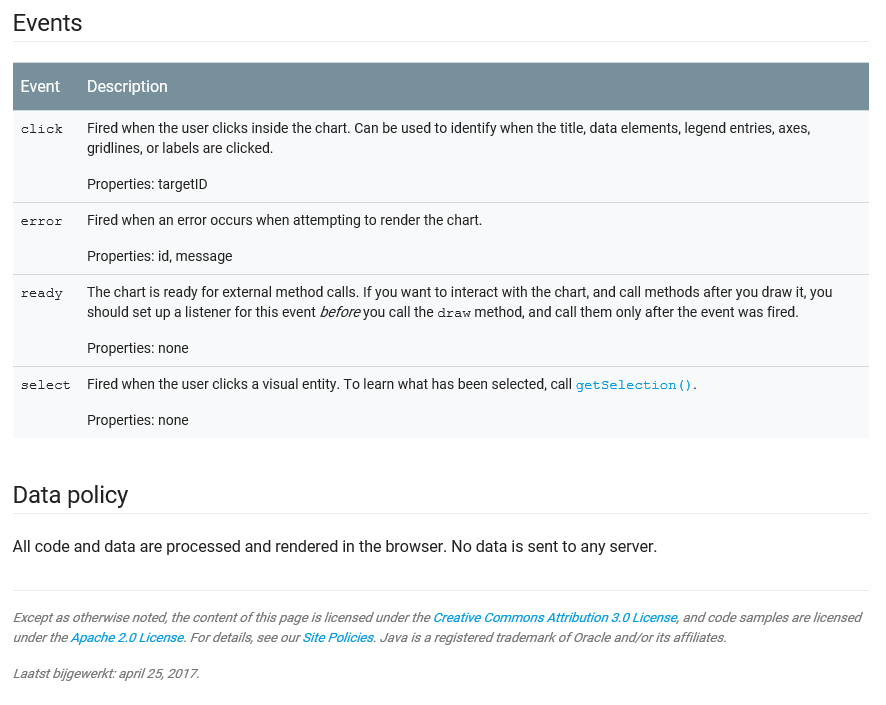 Events
Event Description
click Fired when the user clicks inside the chart. Can be used to identify when the title, data elements, legend entries, axes,
gridlines, or labels are clicked.
Properties: targetID
error Fired when an error occurs when attempting to render the chart.
Properties: id, message
ready The chart is ready for external method calls. If you want to interact with the chart, and call methods after you draw it, you
should set up a listener for this event before you call the draw method, and call them only after the event was fired.
Properties: none
select Fired when the user clicks a visual entity. To learn what has been selected, call getSelection().
Properties: none
Data policy
All code and data are processed and rendered in the browser. No data is sent to any server.
Except as otherwise noted, the content of this page is licensed under the Creative Commons Attribution 3.0 License, and code samples are licensed
under the Apache 2.0 License. For details, see our Site Policies. Java is a registered trademark of Oracle and/or its affiliates.
Laatst bijgewerkt: april 25, 2017.